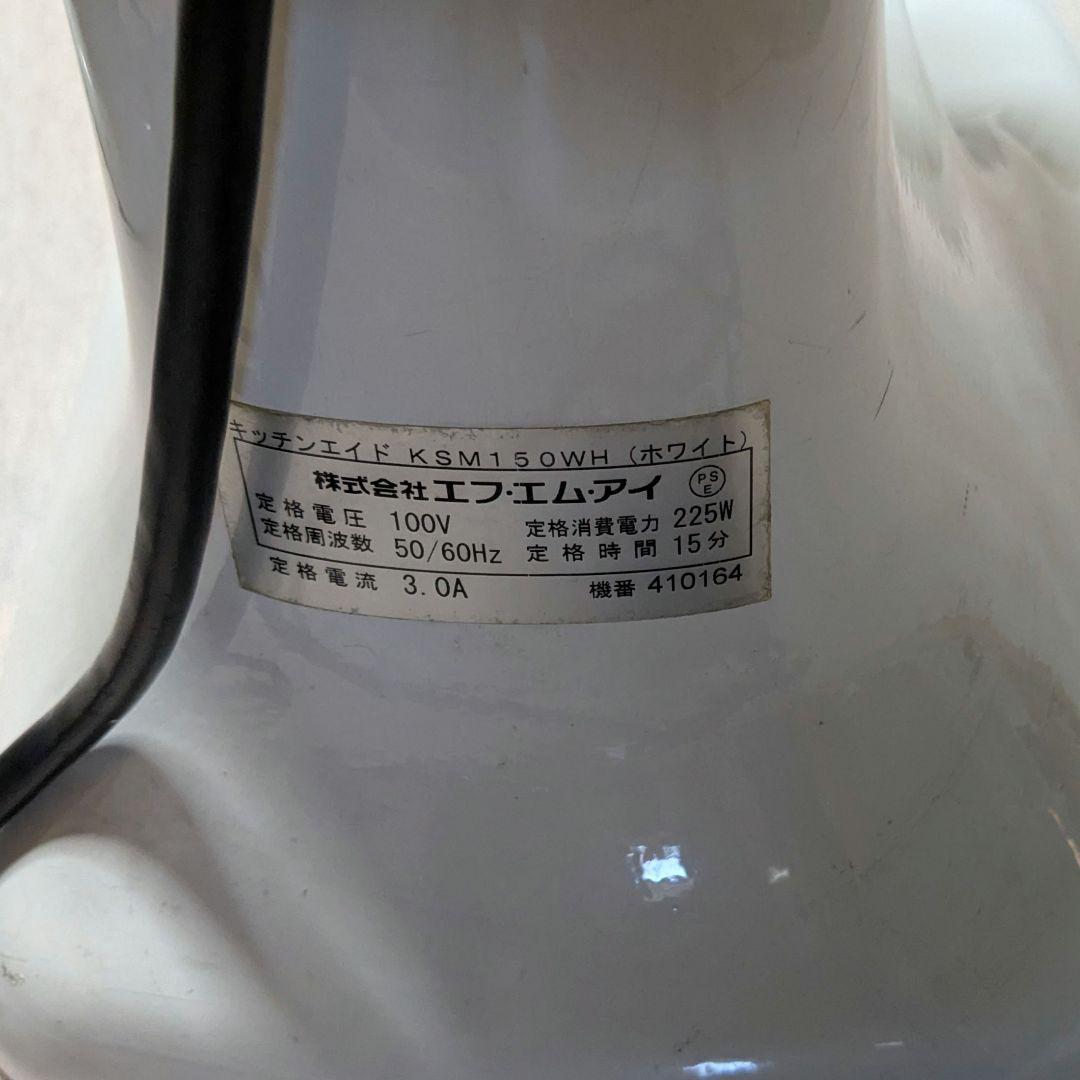 キッチンエイド KSM150WH (ホワイト)
株式会社エフ・エム・アイ PSE
定格電圧 100V 定格消費電力 225W
定格周波数 50/60Hz 定格時間 15分
定格電流 3.0A 機番 410164